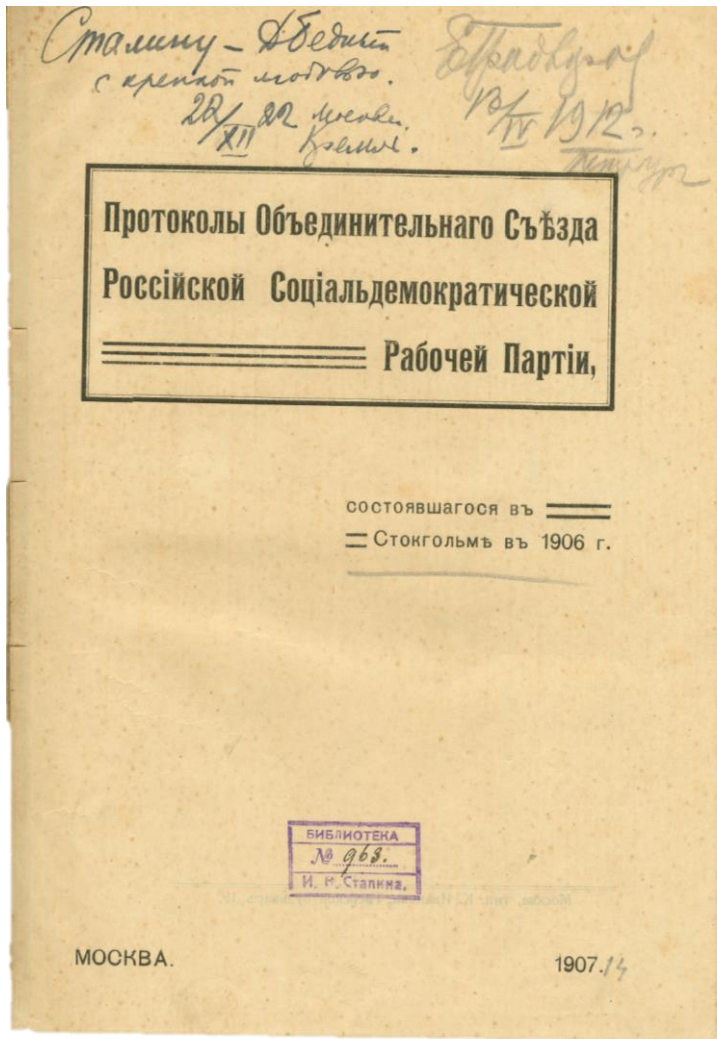 Сталину – Д Бедный
с крепкой любовью.
22/XII 22 Москва.
Кремль.
13/IV 1912 г.
Протоколы Объединительнаго Съѣзда
Россійской Соціальдемократической
Рабочей Партіи,
состоявшагося въ
Стокгольмѣ въ 1906 г.
БИБЛИОТЕКА
№ 963.
И. В. Сталина.
МОСКВА.
1907.